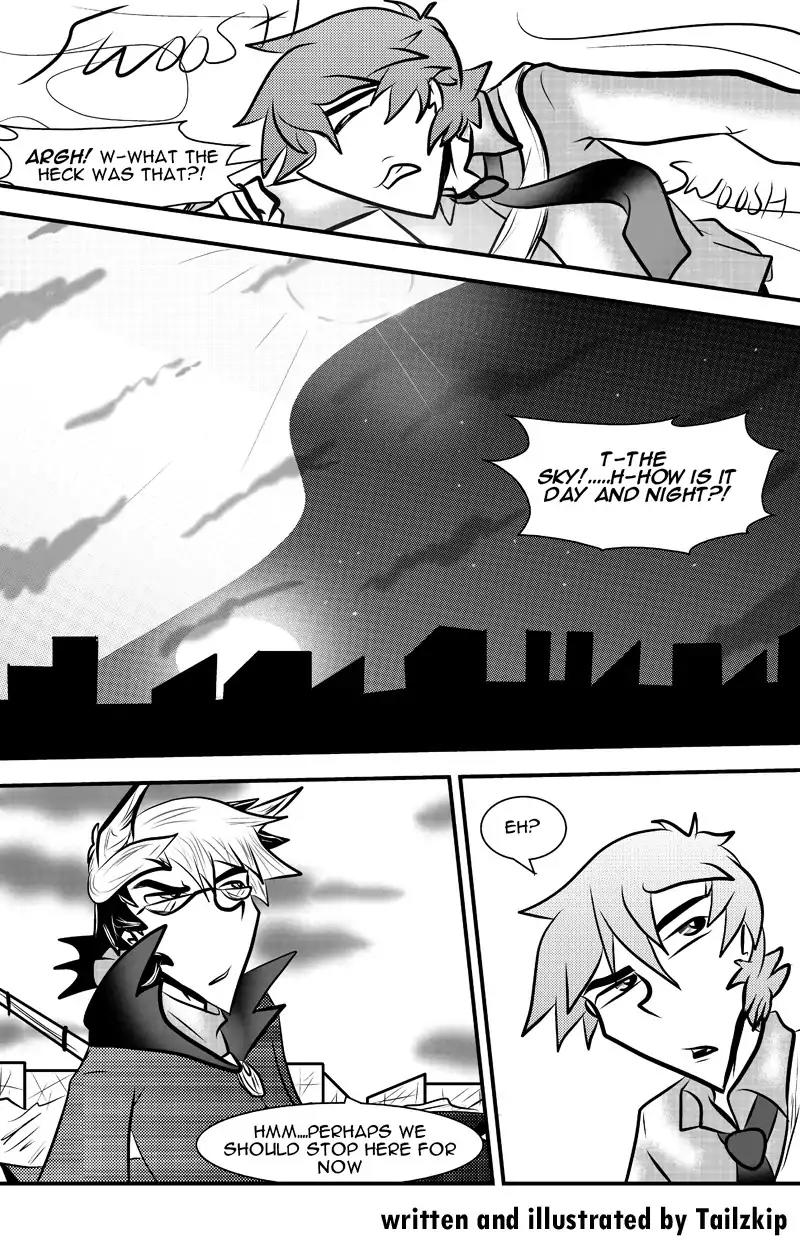 SWOOSH
ARGH! W-WHAT THE
HECK WAS THAT?!
SWOOSH
T-THE
SKY!.....H-HOW IS IT
DAY AND NIGHT?!
EH?
HMM....PERHAPS WE
SHOULD STOP HERE FOR
NOW
written and illustrated by Tailzkip